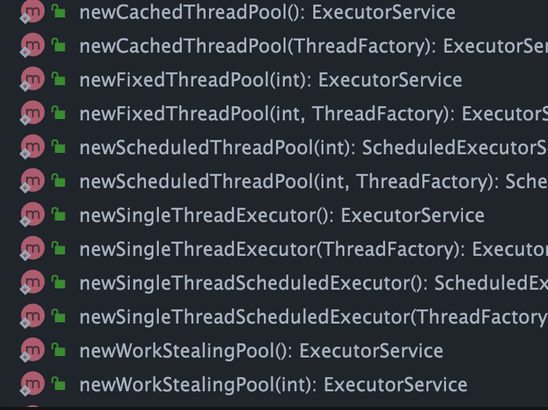 newCachedThreadPool(): ExecutorService
newCachedThreadPool(ThreadFactory): ExecutorSer
newFixedThreadPool(int): ExecutorService
newFixedThreadPool(int, ThreadFactory): ExecutorS
newScheduledThreadPool(int): ScheduledExecutorS
newScheduledThreadPool(int, ThreadFactory): Sche
newSingleThreadExecutor(): ExecutorService
newSingleThreadExecutor(ThreadFactory): Executo
newSingleThreadScheduledExecutor(): ScheduledEx
newSingleThreadScheduledExecutor(ThreadFactory
newWorkStealingPool(): ExecutorService
newWorkStealingPool(int): ExecutorService